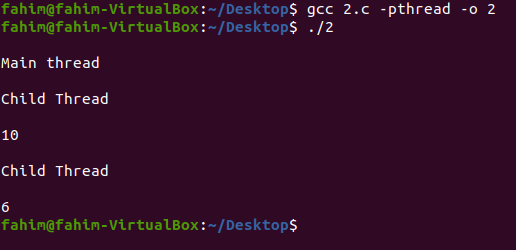 fahim@fahim-VirtualBox:~/Desktop$ gcc 2.c -pthread -o 2
fahim@fahim-VirtualBox:~/Desktop$ ./2
Main thread
Child Thread
10
Child Thread
6
fahim@fahim-VirtualBox:~/Desktop$